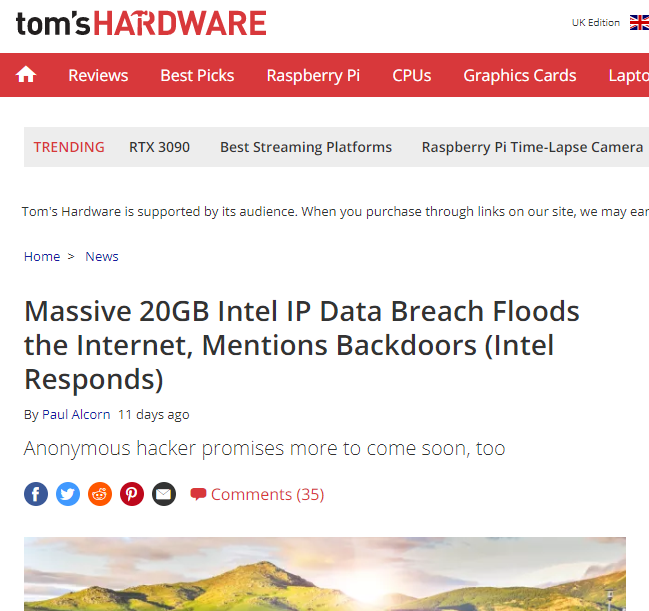 tom'sHARDWARE
UK Edition
Reviews Best Picks Raspberry Pi CPUs Graphics Cards Lapto
TRENDING RTX 3090 Best Streaming Platforms Raspberry Pi Time-Lapse Camera
Tom's Hardware is supported by its audience. When you purchase through links on our site, we may ear
Home > News
Massive 20GB Intel IP Data Breach Floods
the Internet, Mentions Backdoors (Intel
Responds)
By Paul Alcorn 11 days ago
Anonymous hacker promises more to come soon, too
Comments (35)